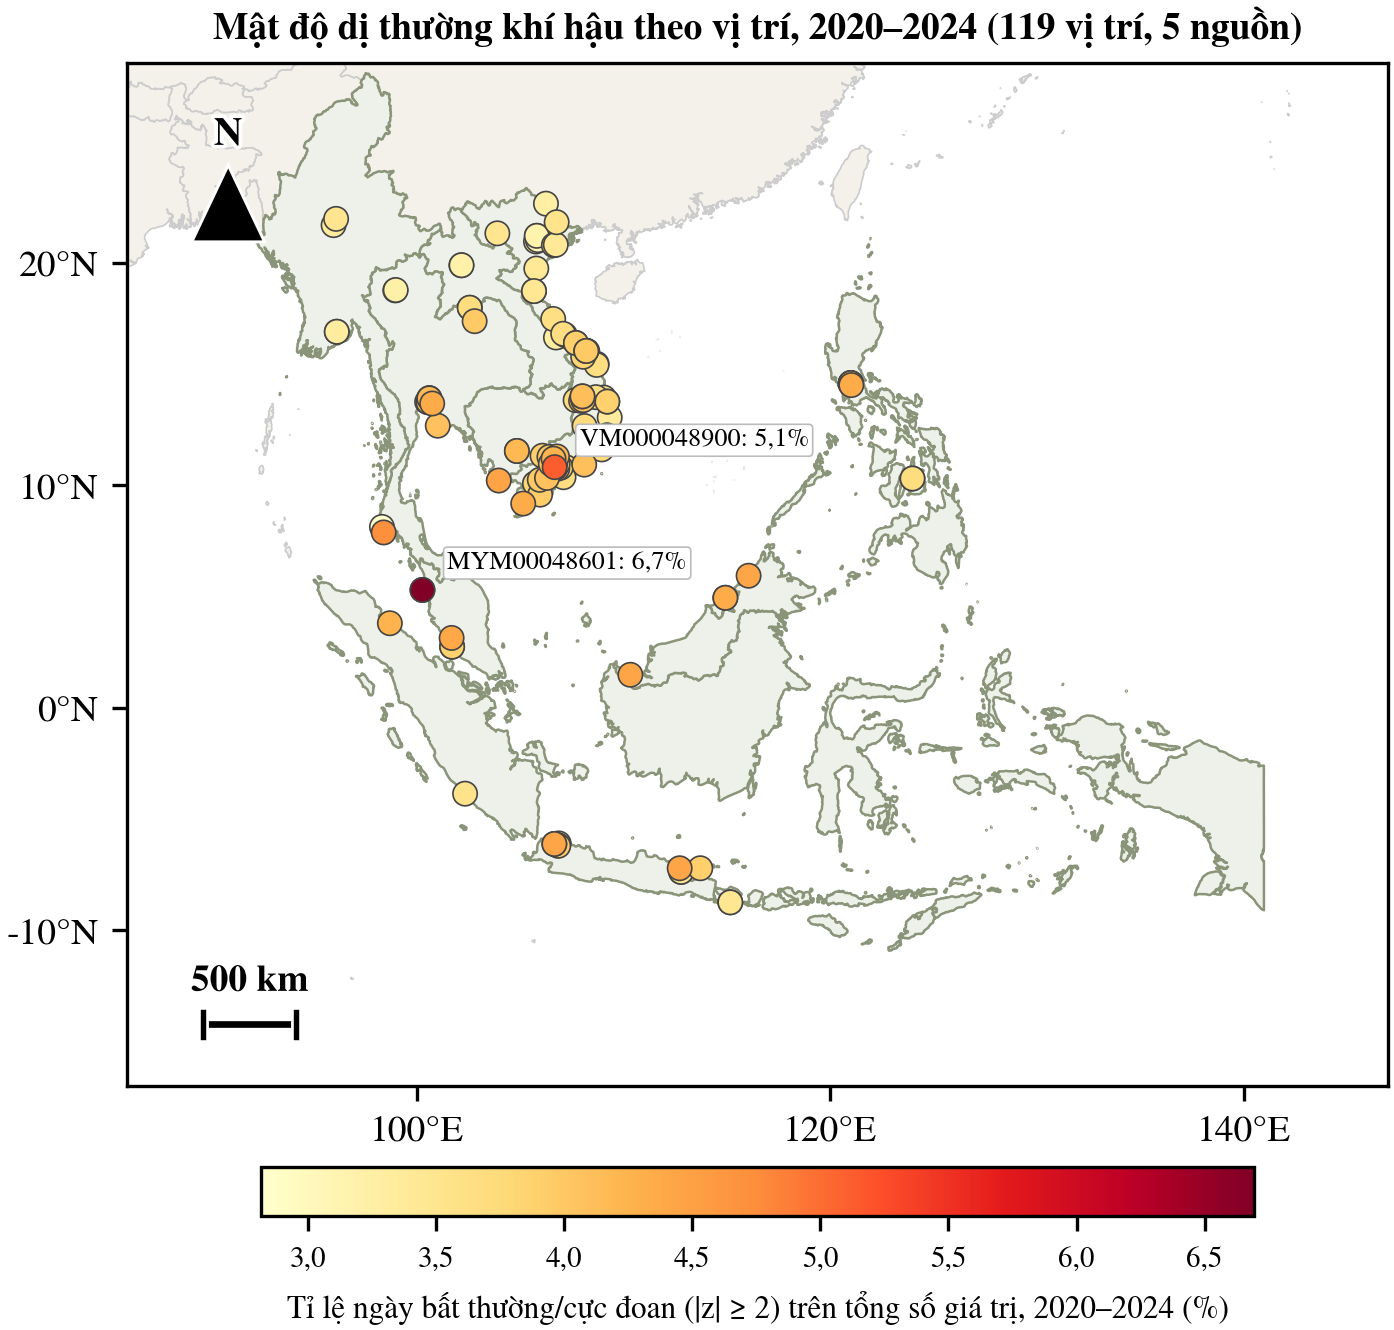 Mật độ dị thường khí hậu theo vị trí, 2020–2024 (119 vị trí, 5 nguồn)
N
20°N
10°N
0°N
-10°N
VM000048900: 5,1%
MYM00048601: 6,7%
500 km
100°E
120°E
140°E
3,0
3,5
4,0
4,5
5,0
5,5
6,0
6,5
Tỉ lệ ngày bất thường/cực đoan (|z| ≥ 2) trên tổng số giá trị, 2020–2024 (%)